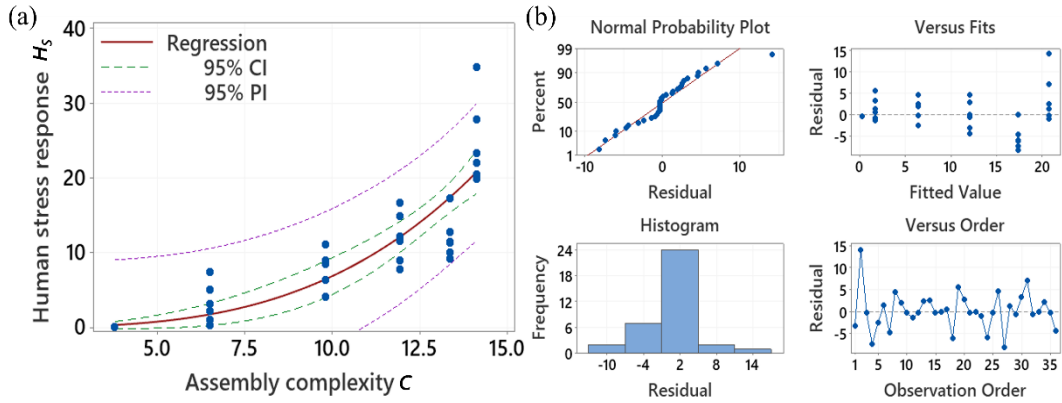 (a)
Human stress response Hs
40
30
20
10
0
Regression
95% CI
95% PI
5.0 7.5 10.0 12.5 15.0
Assembly complexity C
(b)
Normal Probability Plot
Percent
99
90
50
10
1
-10 0 10
Residual
Versus Fits
Residual
15
10
5
0
-5
0 5 10 15 20
Fitted Value
Histogram
Frequency
24
18
12
6
0
-10 -4 2 8 14
Residual
Versus Order
Residual
15
10
5
0
-5
1 5 10 15 20 25 30 35
Observation Order